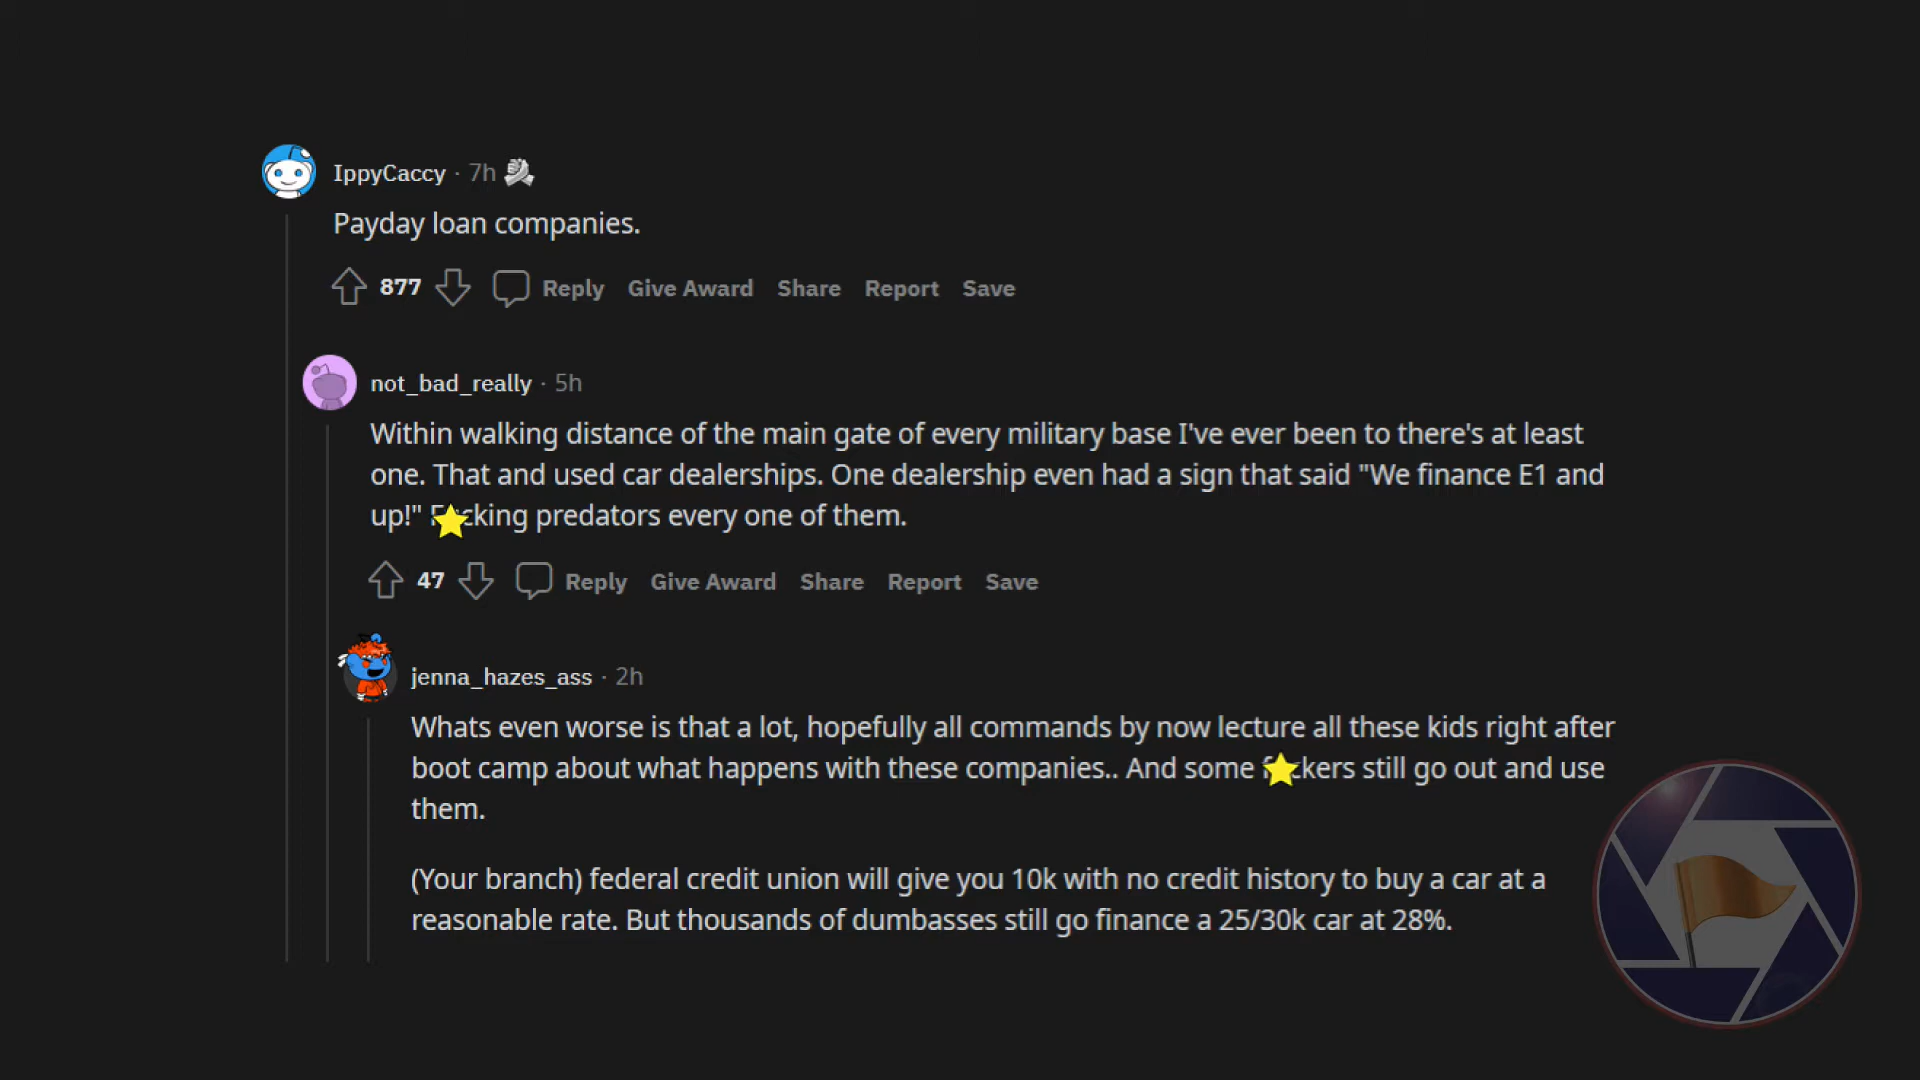 IppyCaccy · 7h
Payday loan companies.
877 Reply Give Award Share Report Save
not_bad_really · 5h
Within walking distance of the main gate of every military base I've ever been to there's at least
one. That and used car dealerships. One dealership even had a sign that said "We finance E1 and
up!" F⭐cking predators every one of them.
47 Reply Give Award Share Report Save
jenna_hazes_ass · 2h
Whats even worse is that a lot, hopefully all commands by now lecture all these kids right after
boot camp about what happens with these companies.. And some f⭐ckers still go out and use
them.
(Your branch) federal credit union will give you 10k with no credit history to buy a car at a
reasonable rate. But thousands of dumbasses still go finance a 25/30k car at 28%.